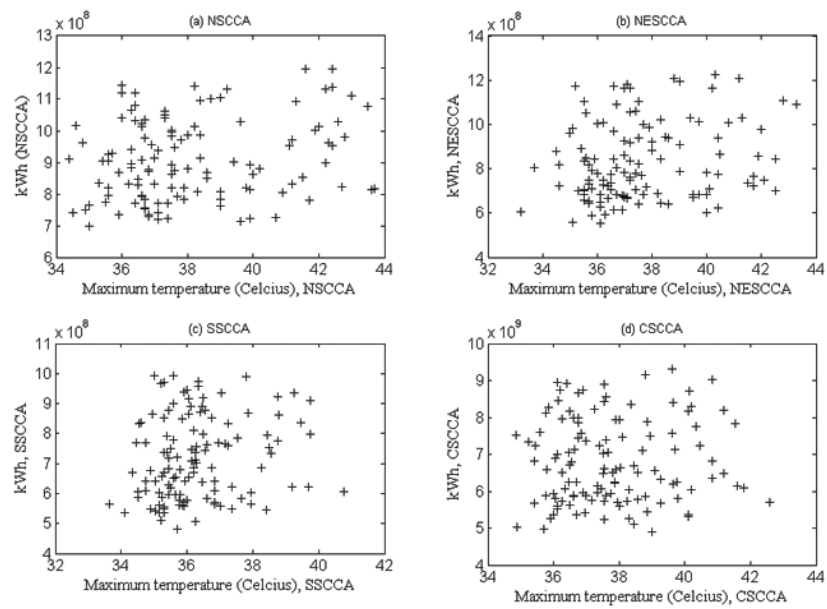 (a) NSCCA
x 10^8
13
12
11
10
9
8
7
6
kWh (NSCCA)
34 36 38 40 42 44
Maximum temperature (Celcius), NSCCA
(b) NESCCA
x 10^8
14
12
10
8
6
4
kWh, NESCCA
32 34 36 38 40 42 44
Maximum temperature (Celcius), NESCCA
(c) SSCCA
x 10^8
11
10
9
8
7
6
5
4
kWh, SSCCA
32 34 36 38 40 42
Maximum temperature (Celcius), SSCCA
(d) CSCCA
x 10^9
10
9
8
7
6
5
4
kWh, CSCCA
34 36 38 40 42 44
Maximum temperature (Celcius), CSCCA